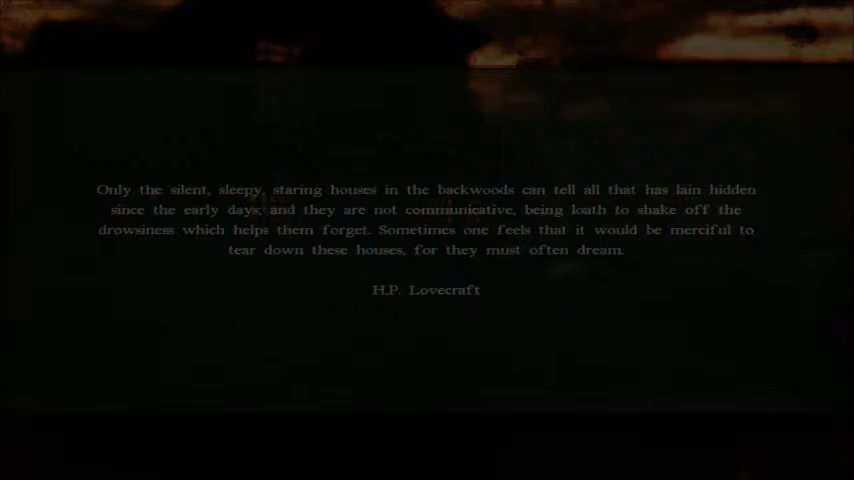 Only the silent, sleepy, staring houses in the backwoods can tell all that has lain hidden
since the early days; and they are not communicative, being loath to shake off the
drowsiness which helps them forget. Sometimes one feels that it would be merciful to
tear down these houses, for they must often dream.
H.P. Lovecraft